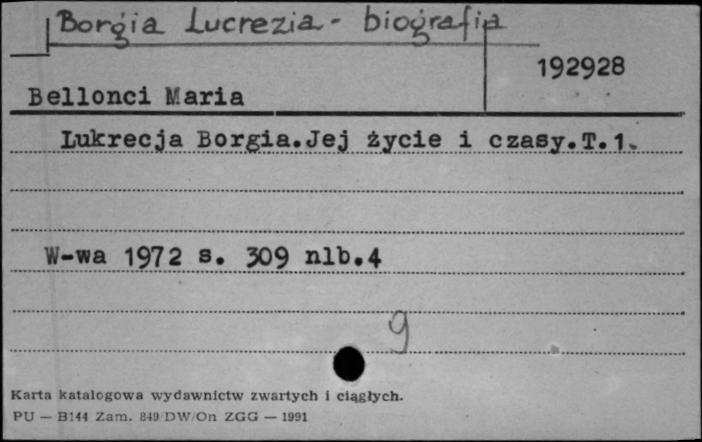 Borgia Lucrezia - biografia
192928
Bellonci Maria
Lukrecja Borgia.Jej życie i czasy.T.1.
W-wa 1972 s. 309 nlb.4
9
Karta katalogowa wydawnictw zwartych i ciągłych.
PU — B144 Zam. 849/DW/On ZGG — 1991